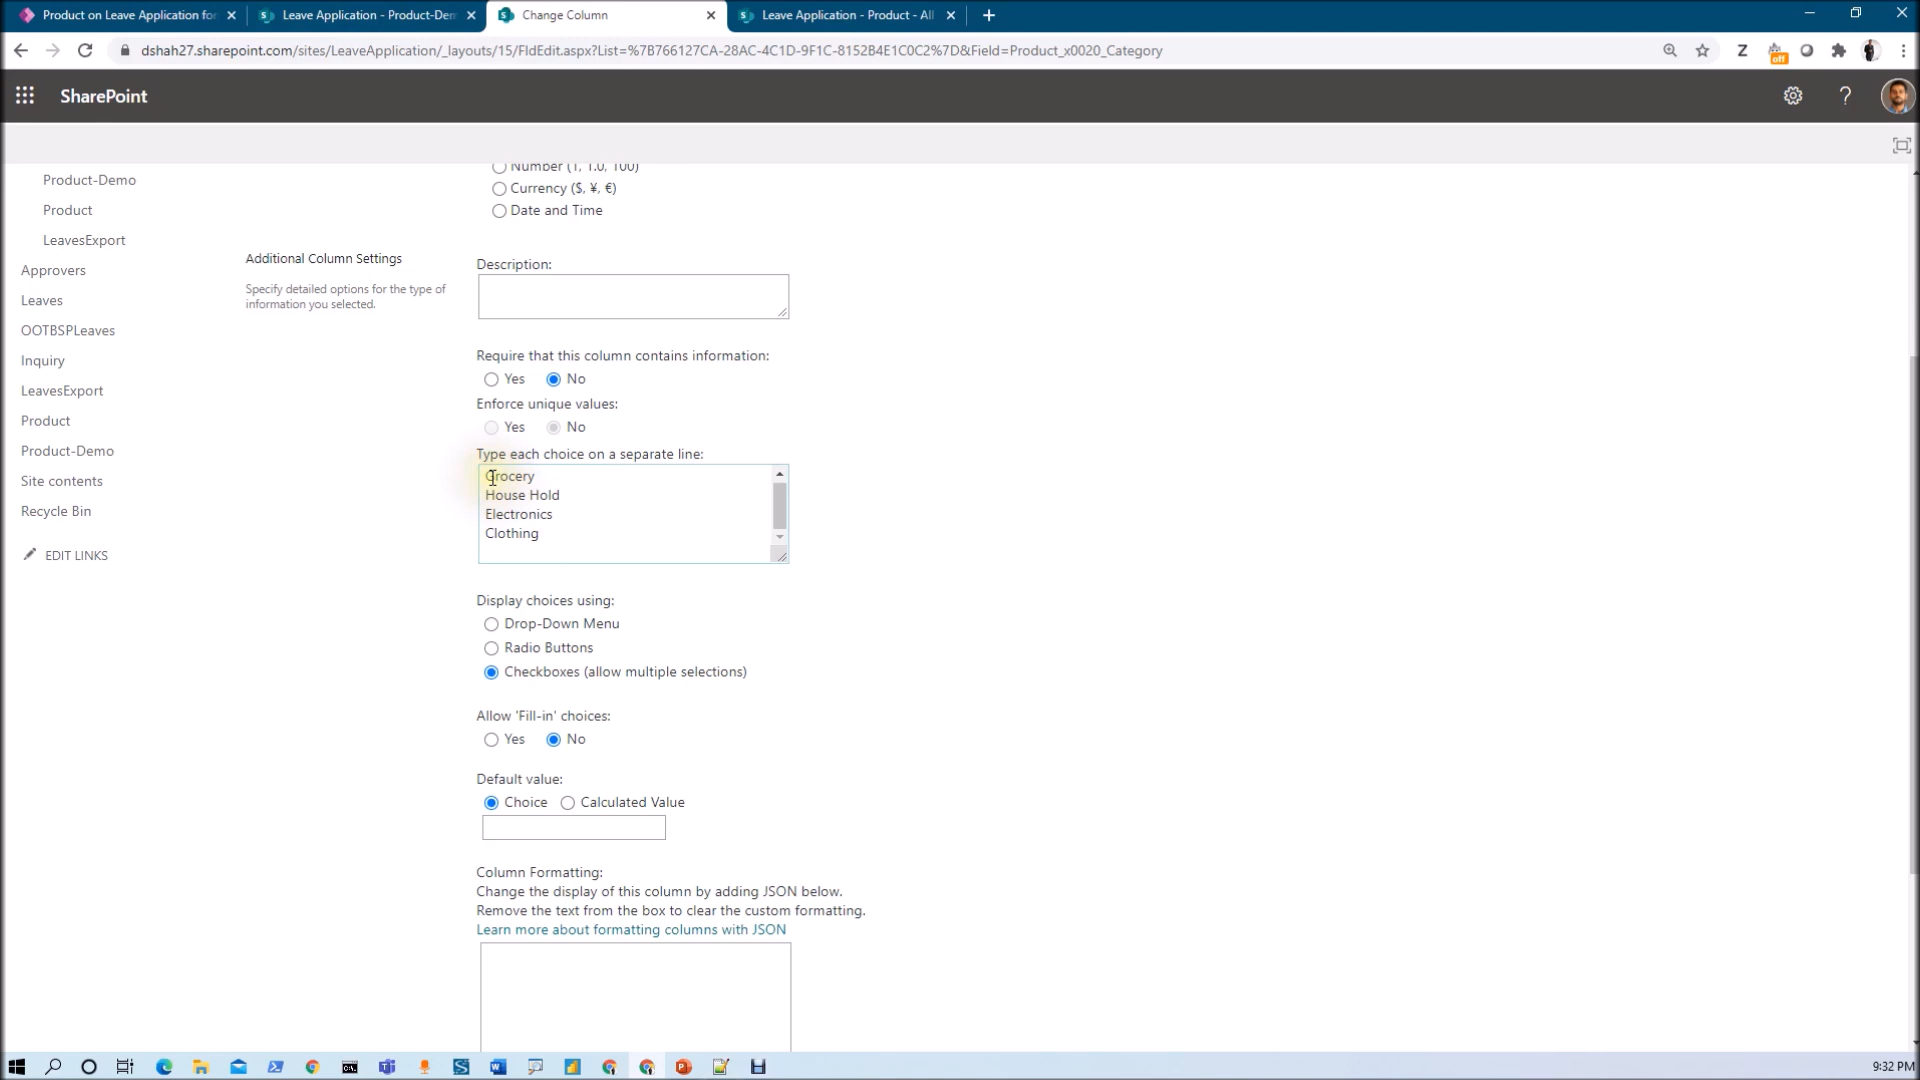 Product on Leave Application for
Leave Application - Product-Dem
Change Column
Leave Application - Product - All
dshah27.sharepoint.com/sites/LeaveApplication/_layouts/15/FldEdit.aspx?List=%7B766127CA-28AC-4C1D-9F1C-8152B4E1C0C2%7D&Field=Product_x0020_Category
Z
off
SharePoint
?
Number (1, 1.0, 100)
Product-Demo
Currency ($, ¥, €)
Product
Date and Time
LeavesExport
Additional Column Settings
Description:
Approvers
Specify detailed options for the type of
information you selected.
Leaves
OOTBSPLeaves
Require that this column contains information:
Inquiry
Yes No
LeavesExport
Enforce unique values:
Product
Yes No
Product-Demo
Type each choice on a separate line:
Grocery
Site contents
House Hold
Recycle Bin
Electronics
Clothing
EDIT LINKS
Display choices using:
Drop-Down Menu
Radio Buttons
Checkboxes (allow multiple selections)
Allow 'Fill-in' choices:
Yes No
Default value:
Choice Calculated Value
Column Formatting:
Change the display of this column by adding JSON below.
Remove the text from the box to clear the custom formatting.
Learn more about formatting columns with JSON
9:32 PM